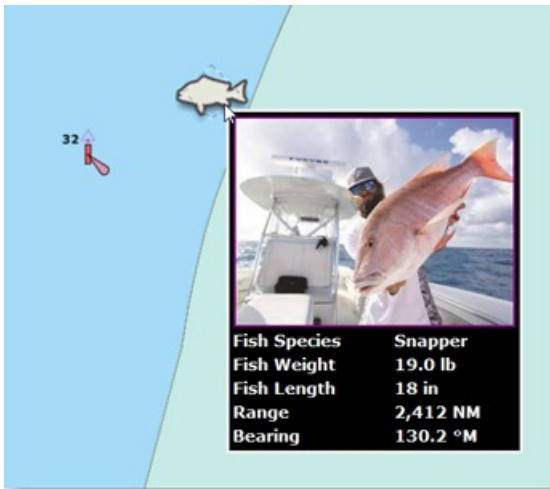 32
FURUNO
Fish Species Snapper
Fish Weight 19.0 lb
Fish Length 18 in
Range 2,412 NM
Bearing 130.2 °M